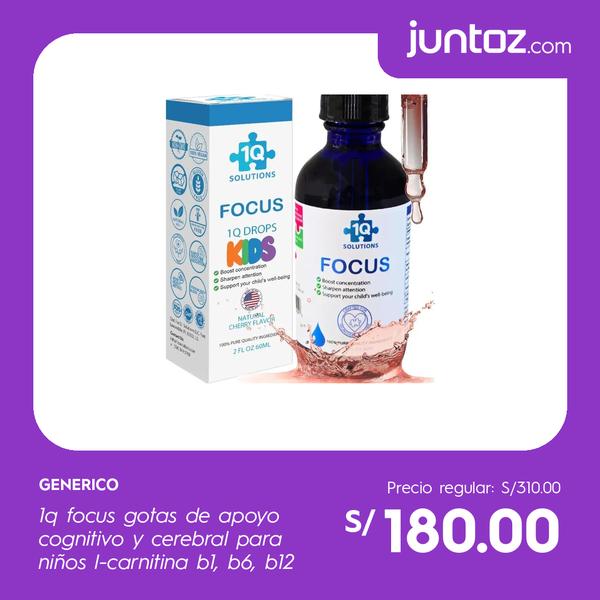 juntoz.com
1Q
SOLUTIONS
FOCUS
1Q DROPS
KIDS
Boost concentration
Sharpen attention
Support your child's well-being
NATURAL
CHERRY FLAVOR
2 FL OZ 60ML
1Q
SOLUTIONS
FOCUS
Boost concentration
Sharpen attention
Support your child's well-being
GENERICO
1q focus gotas de apoyo
cognitivo y cerebral para
niños l-carnitina b1, b6, b12
Precio regular: S/310.00
S/180.00